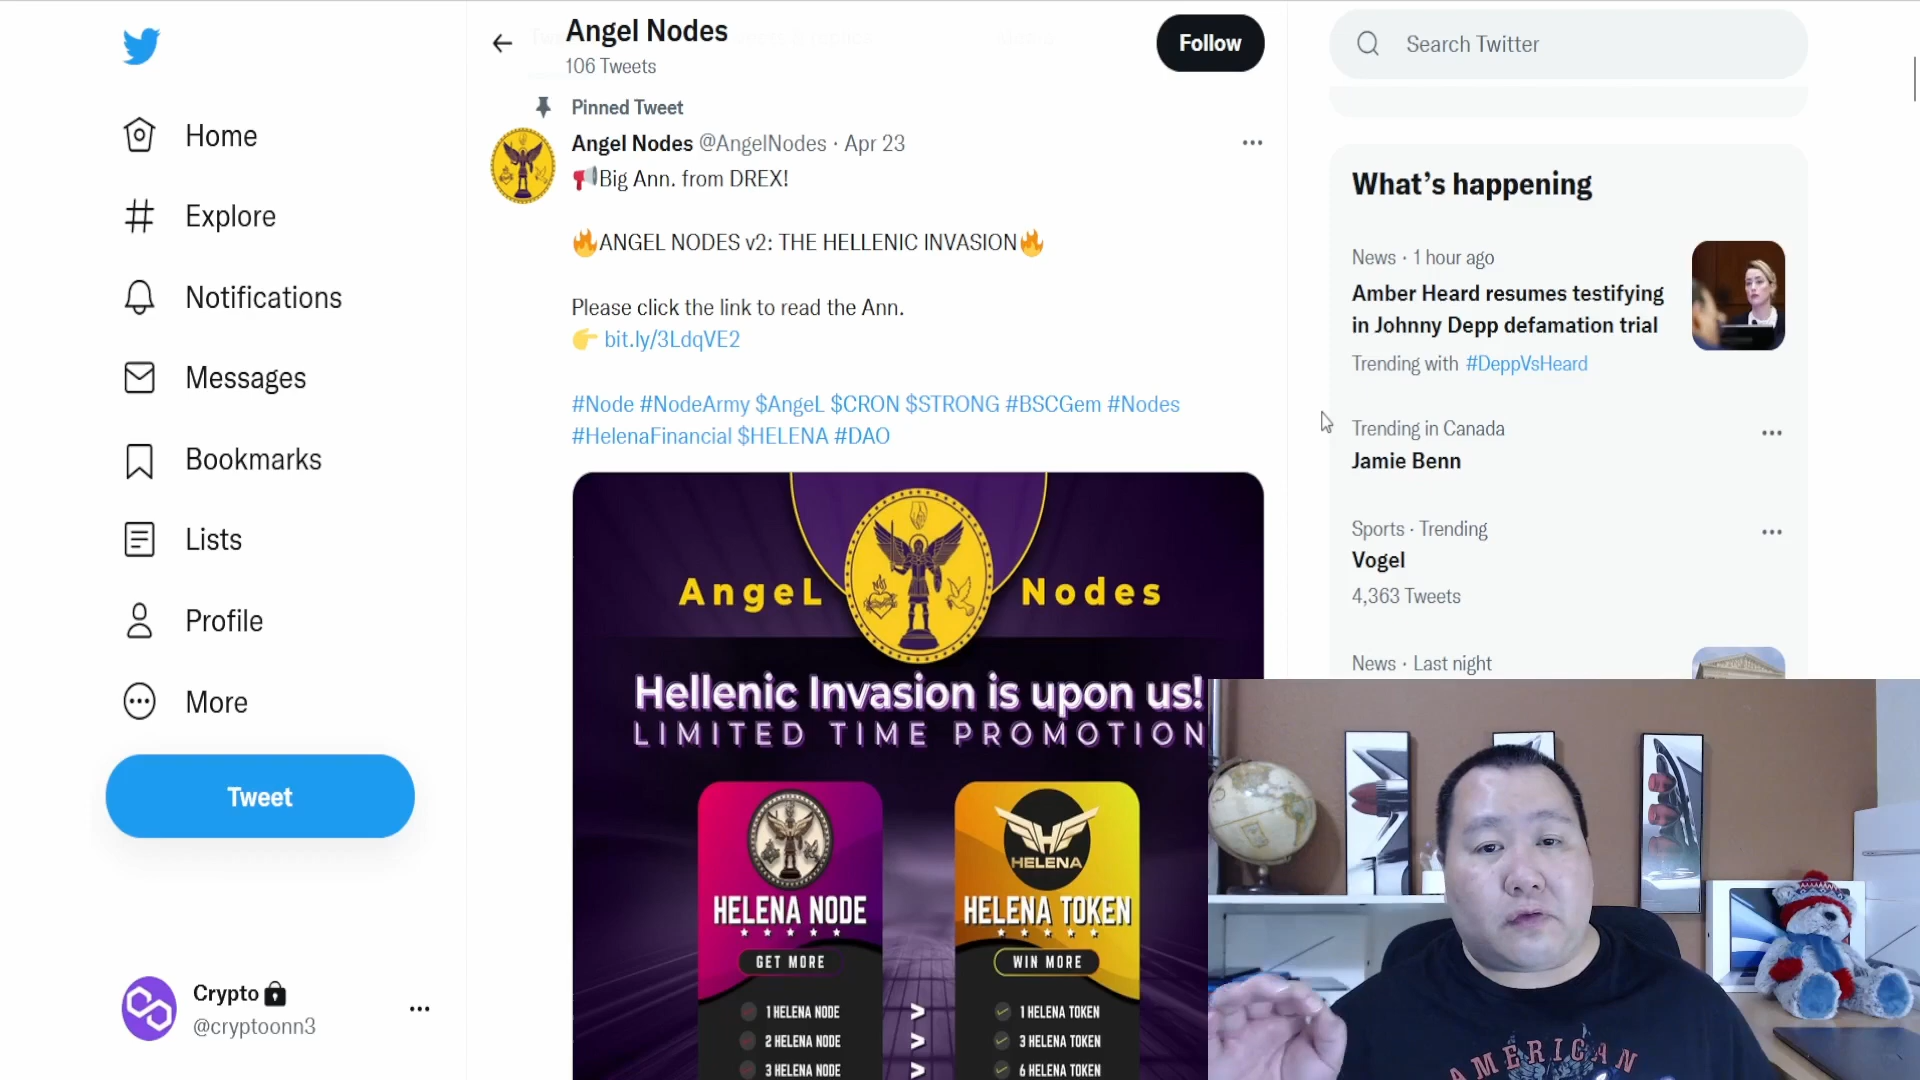 Angel Nodes
106 Tweets
Follow
Search Twitter
Home
Explore
Notifications
Messages
Bookmarks
Lists
Profile
More
Tweet
Crypto
@cryptoonn3
Pinned Tweet
Angel Nodes @AngelNodes · Apr 23
Big Ann. from DREX!
ANGEL NODES v2: THE HELLENIC INVASION
Please click the link to read the Ann.
bit.ly/3LdqVE2
#Node #NodeArmy $AngeL $CRON $STRONG #BSCGem #Nodes
#HelenaFinancial $HELENA #DAO
AngeL Nodes
Hellenic Invasion is upon us!
LIMITED TIME PROMOTION
HELENA NODE
GET MORE
1 HELENA NODE
2 HELENA NODE
3 HELENA NODE
>
>
>
HELENA
HELENA TOKEN
WIN MORE
1 HELENA TOKEN
3 HELENA TOKEN
6 HELENA TOKEN
What's happening
News · 1 hour ago
Amber Heard resumes testifying
in Johnny Depp defamation trial
Trending with #DeppVsHeard
Trending in Canada
Jamie Benn
Sports · Trending
Vogel
4,363 Tweets
News · Last night
AMERICAN